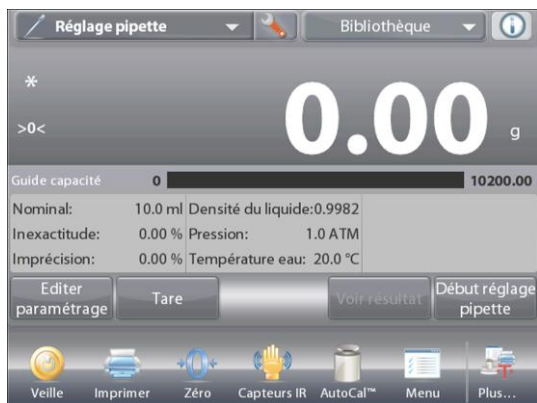 Réglage pipette Bibliothèque
*
>0< 0.00 g
Guide capacité 0 10200.00
Nominal: 10.0 ml Densité du liquide:0.9982
Inexactitude: 0.00 % Pression: 1.0 ATM
Imprécision: 0.00 % Température eau: 20.0 °C
Editer paramétrage
Tare
Voir résultat
Début réglage pipette
Veille Imprimer Zéro Capteurs IR AutoCal™ Menu Plus...